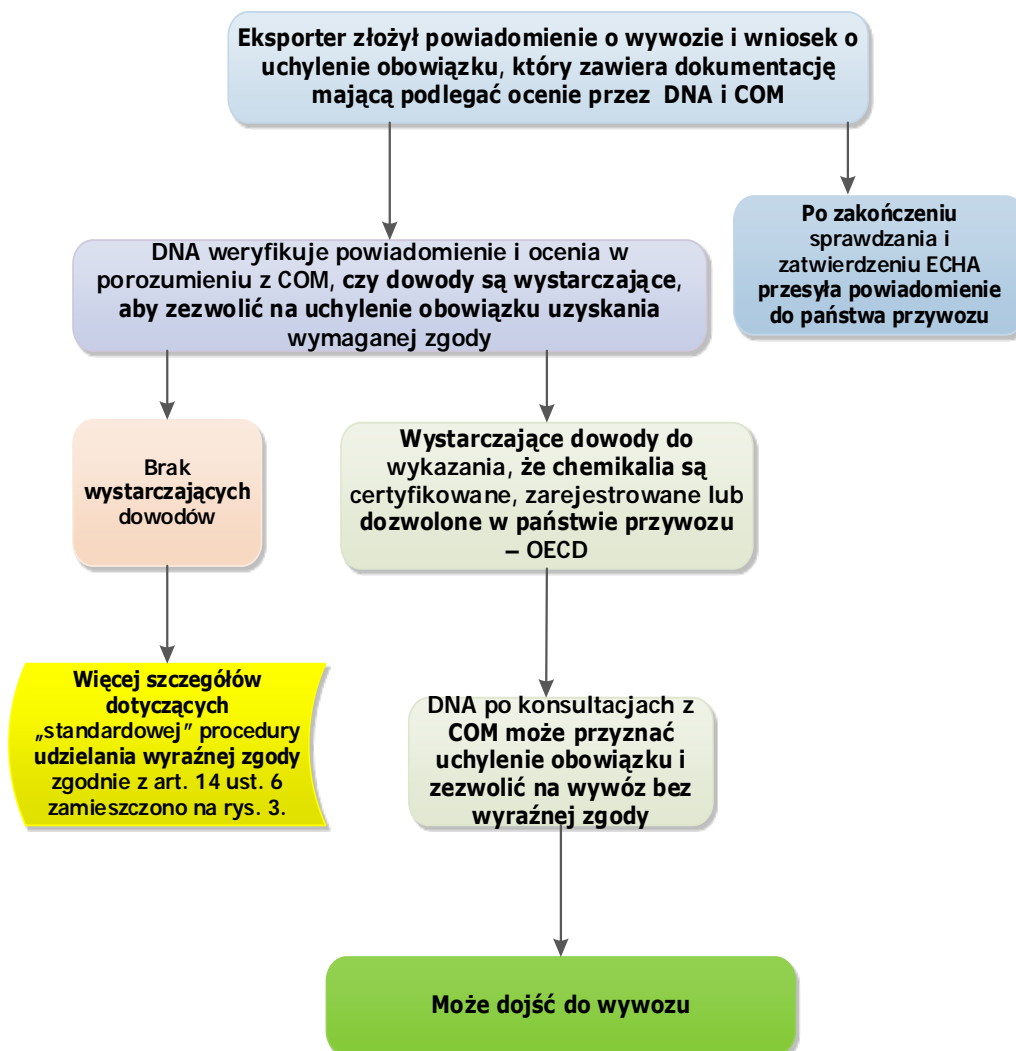 Eksporter złożył powiadomienie o wywozie i wniosek o
uchylenie obowiązku, który zawiera dokumentację
mającą podlegać ocenie przez DNA i COM
Po zakończeniu
sprawdzania i
zatwierdzeniu ECHA
przesyła powiadomienie
do państwa przywozu
DNA weryfikuje powiadomienie i ocenia w
porozumieniu z COM, czy dowody są wystarczające,
aby zezwolić na uchylenie obowiązku uzyskania
wymaganej zgody
Brak
wystarczających
dowodów
Wystarczające dowody do
wykazania, że chemikalia są
certyfikowane, zarejestrowane lub
dozwolone w państwie przywozu
– OECD
Więcej szczegółów
dotyczących
„standardowej” procedury
udzielania wyraźnej zgody
zgodnie z art. 14 ust. 6
zamieszczono na rys. 3.
DNA po konsultacjach z
COM może przyznać
uchylenie obowiązku i
zezwolić na wywóz bez
wyraźnej zgody
Może dojść do wywozu